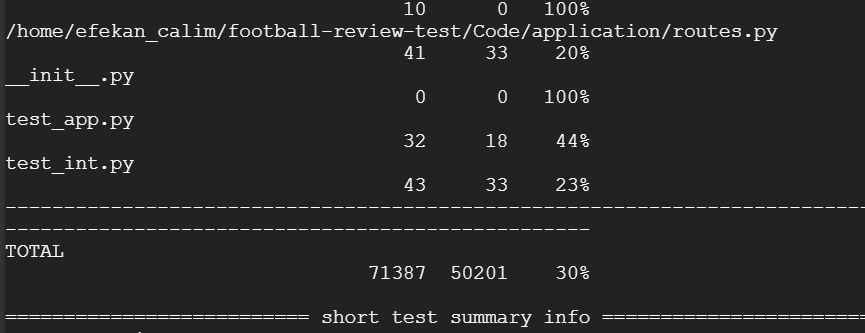 10 0 100%
/home/efekan_calim/football-review-test/Code/application/routes.py
41 33 20%
__init__.py
0 0 100%
test_app.py
32 18 44%
test_int.py
43 33 23%
--------------------------------------------------------------------------
--------------------------------------------------
TOTAL
71387 50201 30%
========================== short test summary info =======================